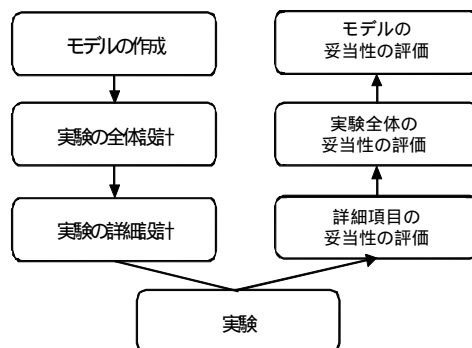 モデルの作成
実験の全体設計
実験の詳細設計
実験
モデルの
妥当性の評価
実験全体の
妥当性の評価
詳細項目の
妥当性の評価